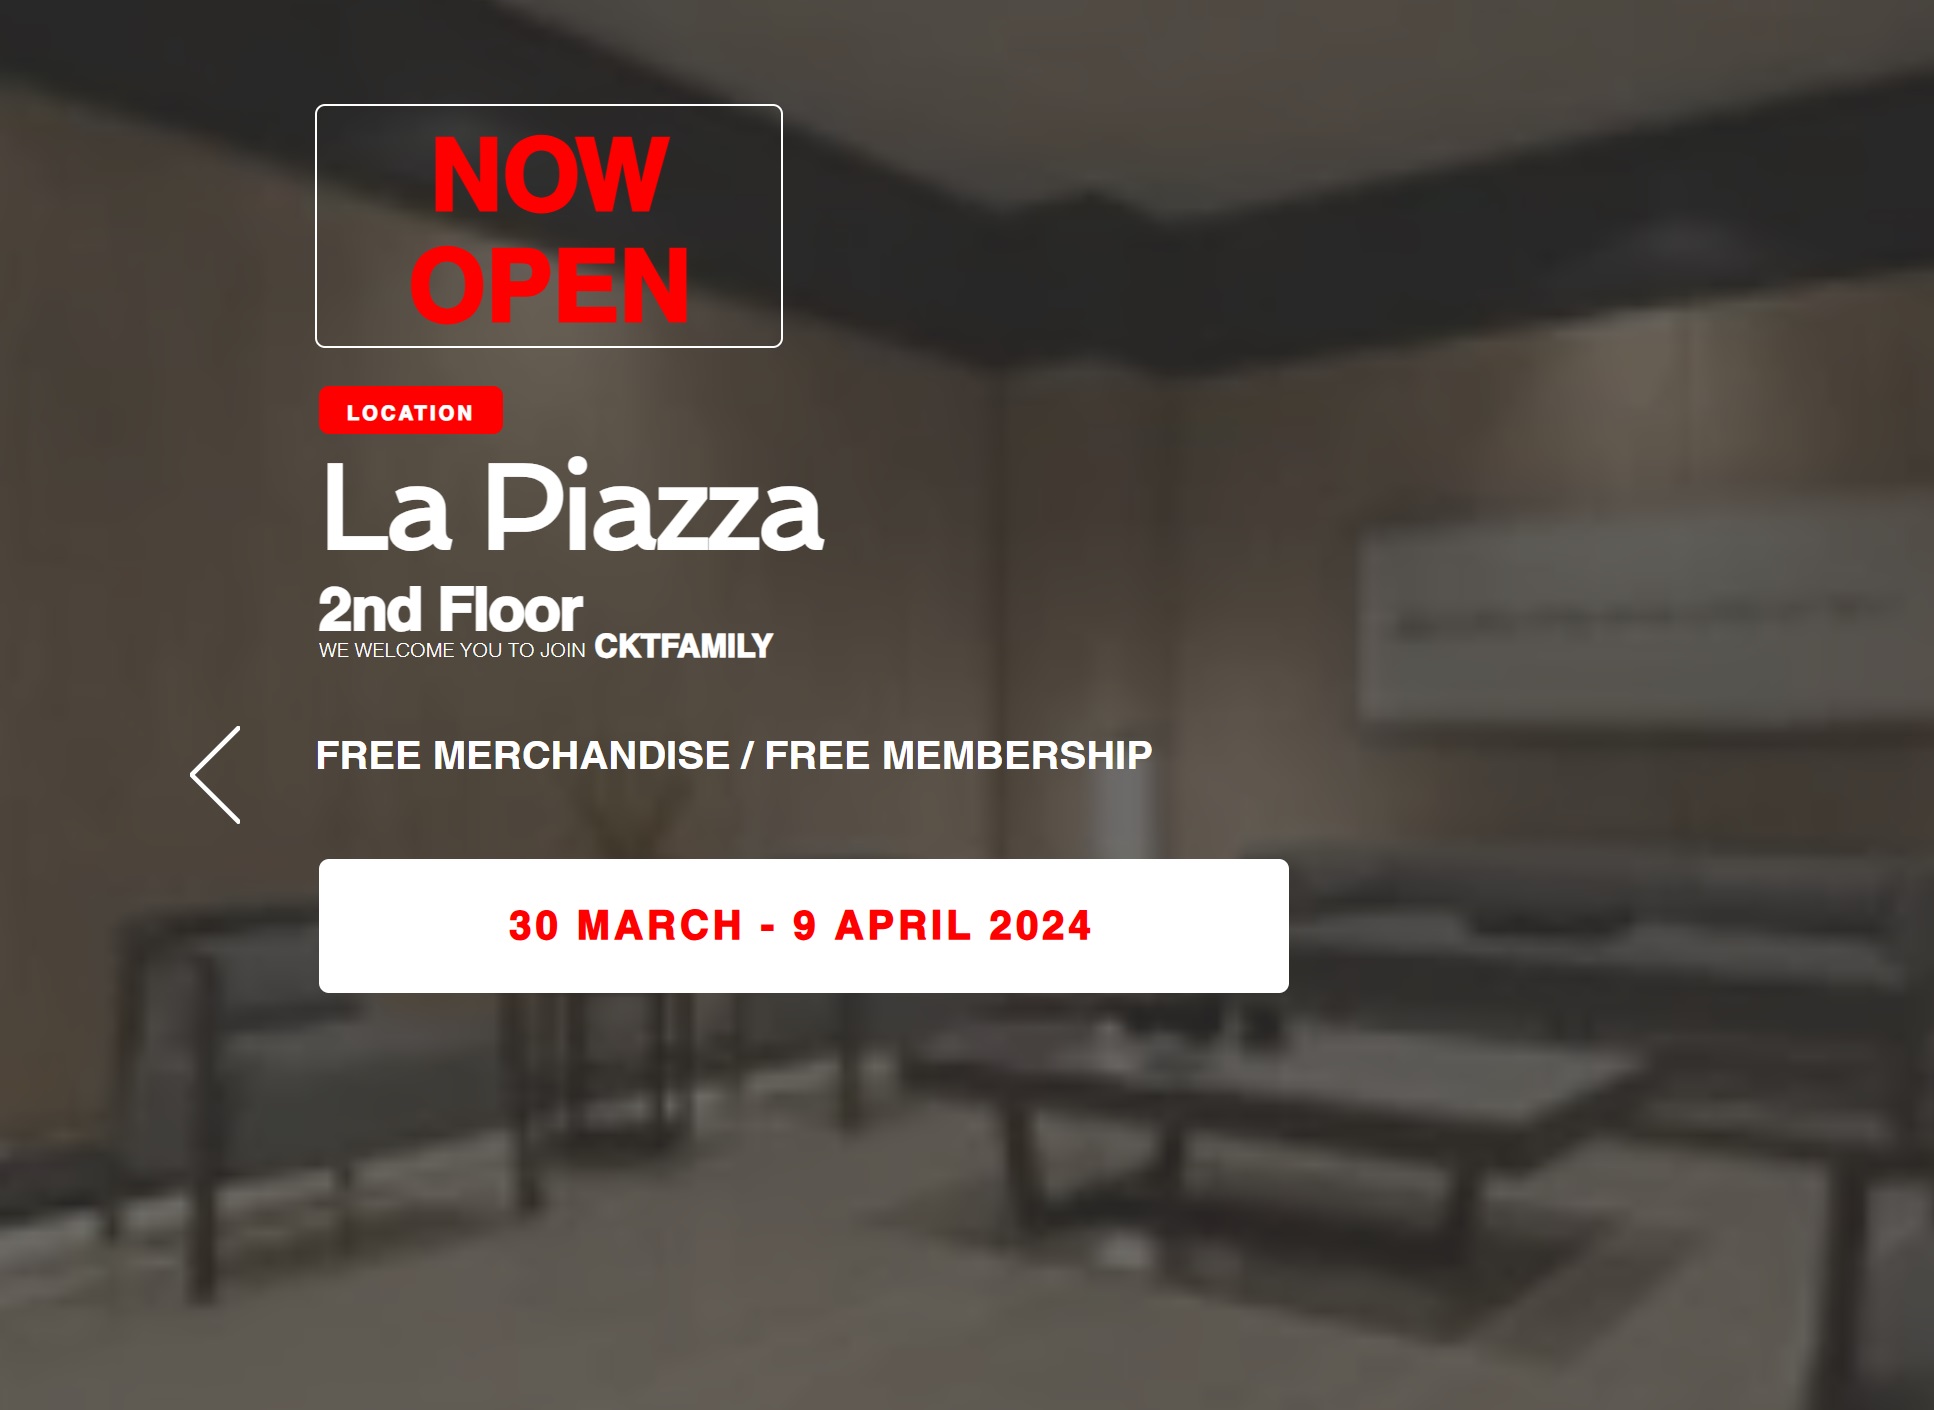 NOW
OPEN
LOCATION
La Piazza
2nd Floor
WE WELCOME YOU TO JOIN CKTFAMILY
FREE MERCHANDISE / FREE MEMBERSHIP
30 MARCH - 9 APRIL 2024